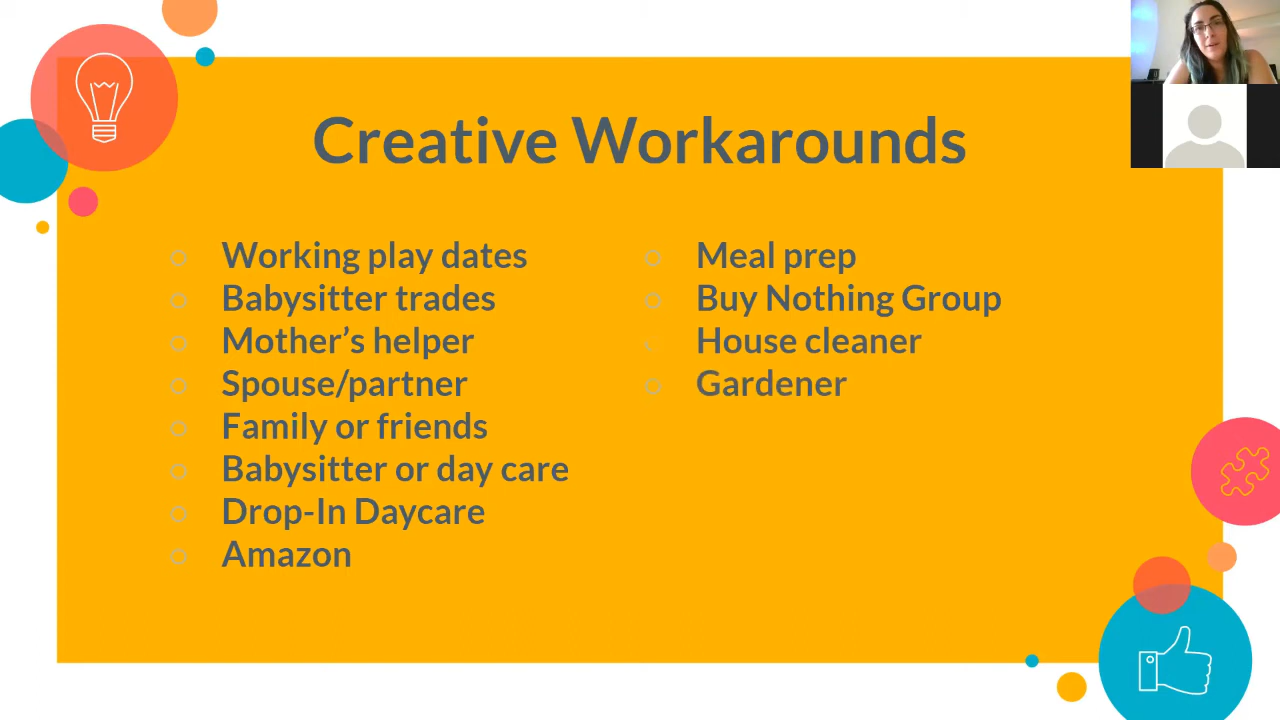 Creative Workarounds
Working play dates
Babysitter trades
Mother’s helper
Spouse/partner
Family or friends
Babysitter or day care
Drop-In Daycare
Amazon
Meal prep
Buy Nothing Group
House cleaner
Gardener